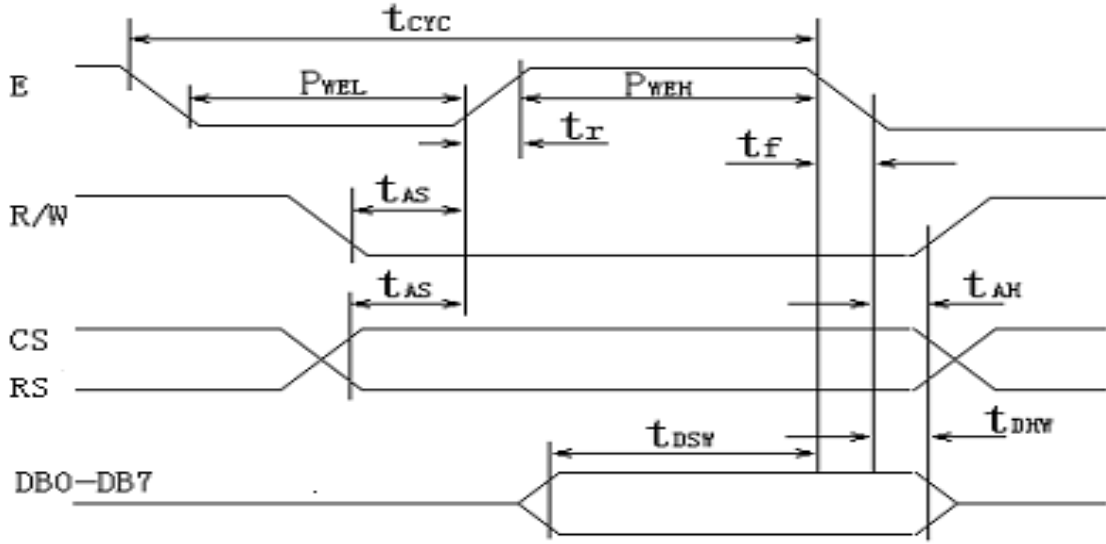 tCYC
E
PWEL
PWEH
tr
tf
R/W
tAS
tAS
tAH
CS
RS
tDSW
tDHW
DB0-DB7